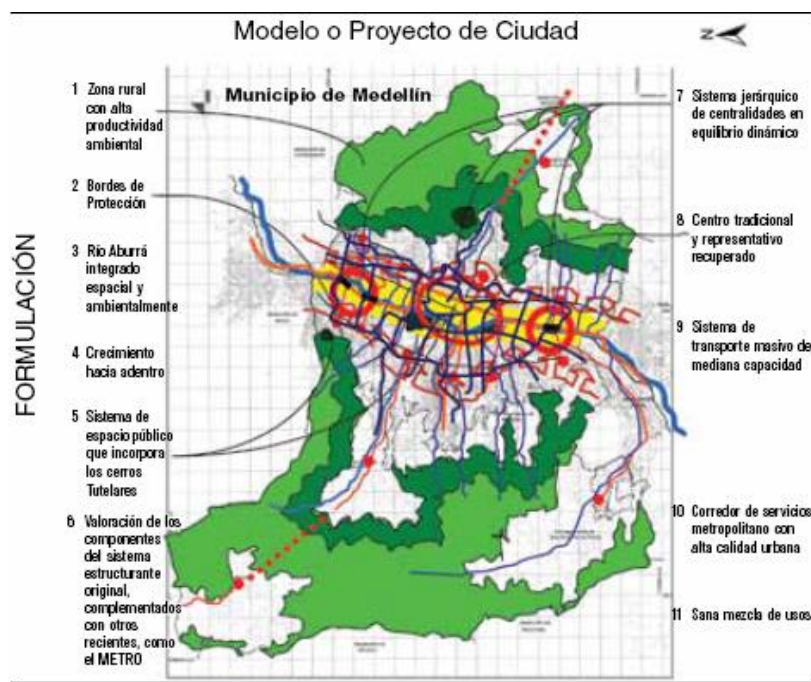 Modelo o Proyecto de Ciudad
N
Municipio de Medellín
FORMULACIÓN
1 Zona rural
con alta
productividad
ambiental
2 Bordes de
Protección
3 Río Aburrá
integrado
espacial y
ambientalmente
4 Crecimiento
hacia adentro
5 Sistema de
espacio público
que incorpora
los cerros
Tutelares
6 Valoración de los
componentes
del sistema
estructurante
original,
complementados
con otros
recientes, como
el METRO
7 Sistema jerárquico
de centralidades en
equilibrio dinámico
8 Centro tradicional
y representativo
recuperado
9 Sistema de
transporte masivo de
mediana capacidad
10 Corredor de servicios
metropolitano con
alta calidad urbana
11 Sana mezcla de usos